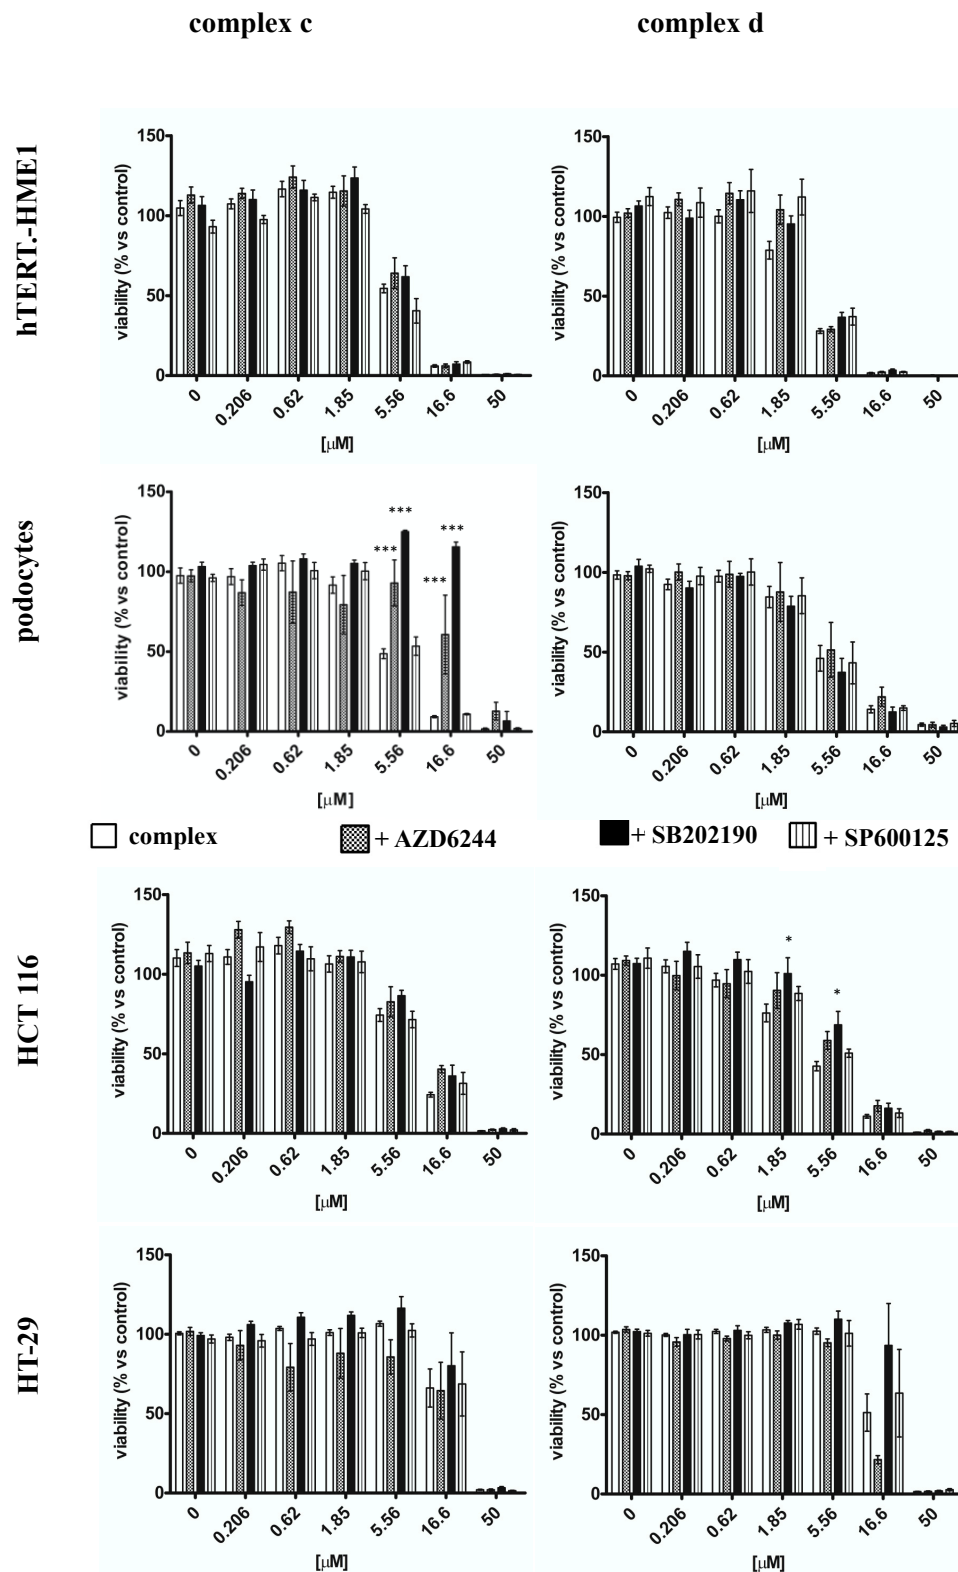 complex c complex d
hTERT.-HME1
viability (% vs control)
150
100
50
0
0 0.206 0.62 1.85 5.56 16.6 50
[µM]
viability (% vs control)
150
100
50
0
0 0.206 0.62 1.85 5.56 16.6 50
[µM]
podocytes
viability (% vs control)
150
100
50
0
*** *** *** ***
0 0.206 0.62 1.85 5.56 16.6 50
[µM]
viability (% vs control)
150
100
50
0
0 0.206 0.62 1.85 5.56 16.6 50
[µM]
complex + AZD6244 + SB202190 + SP600125
HCT 116
viability (% vs control)
150
100
50
0
0 0.206 0.62 1.85 5.56 16.6 50
[µM]
viability (% vs control)
150
100
50
0
* *
0 0.206 0.62 1.85 5.56 16.6 50
[µM]
HT-29
viability (% vs control)
150
100
50
0
0 0.206 0.62 1.85 5.56 16.6 50
[µM]
viability (% vs control)
150
100
50
0
0 0.206 0.62 1.85 5.56 16.6 50
[µM]